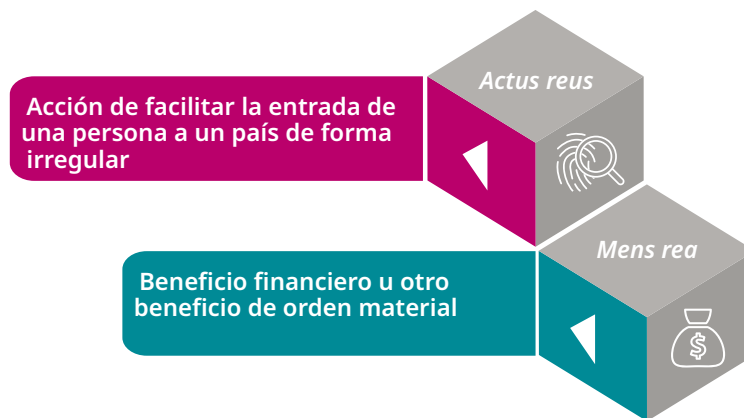 Actus reus
Acción de facilitar la entrada de
una persona a un país de forma
irregular
Mens rea
Beneficio financiero u otro
beneficio de orden material
$